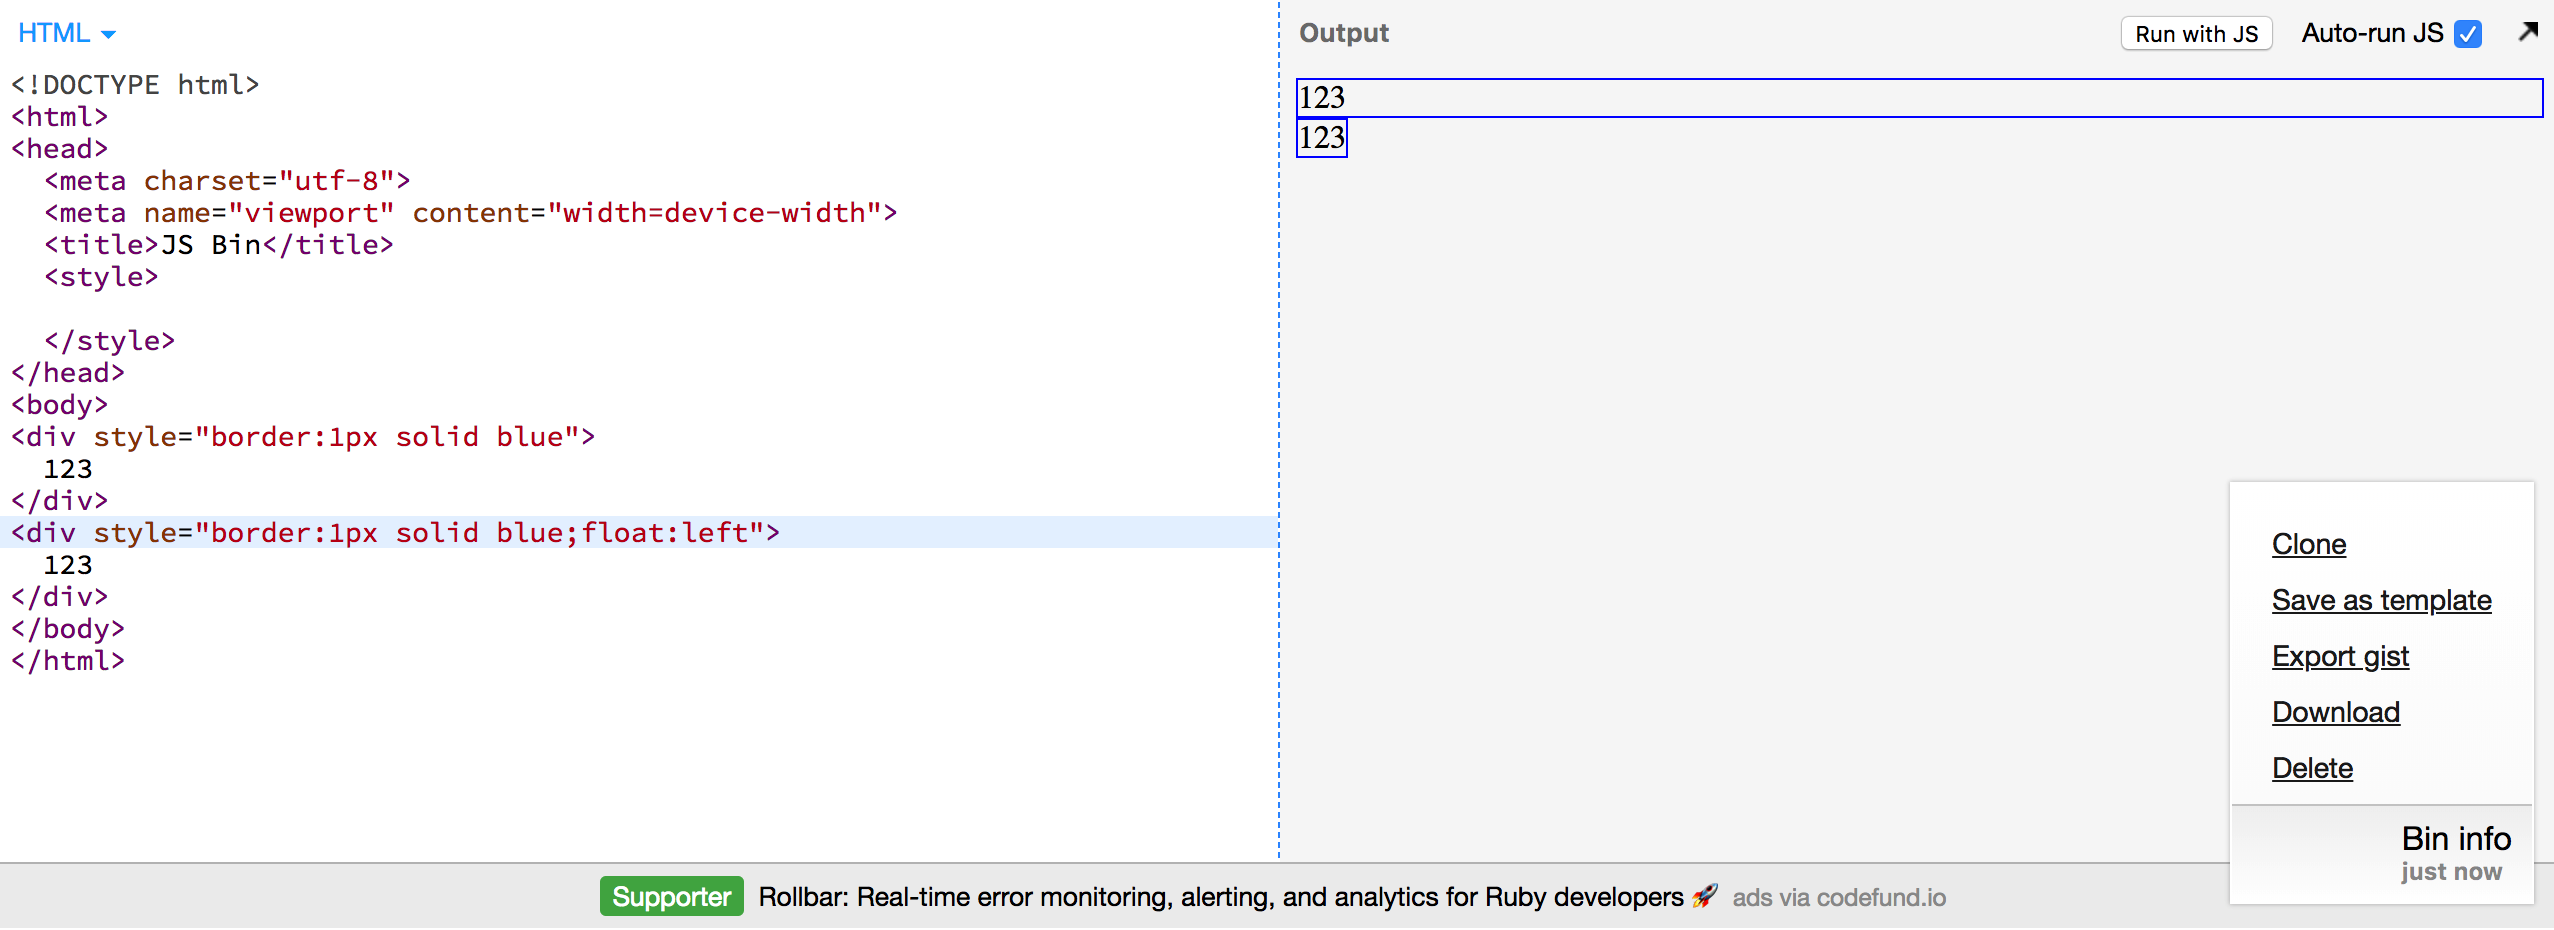 HTML
<!DOCTYPE html>
<html>
<head>
  <meta charset="utf-8">
  <meta name="viewport" content="width=device-width">
  <title>JS Bin</title>
  <style>

  </style>
</head>
<body>
<div style="border:1px solid blue">
  123
</div>
<div style="border:1px solid blue;float:left">
  123
</div>
</body>
</html>
Output
Run with JS
Auto-run JS
123
123
Clone
Save as template
Export gist
Download
Delete
Bin info
just now
Supporter Rollbar: Real-time error monitoring, alerting, and analytics for Ruby developers 🚀 ads via codefund.io